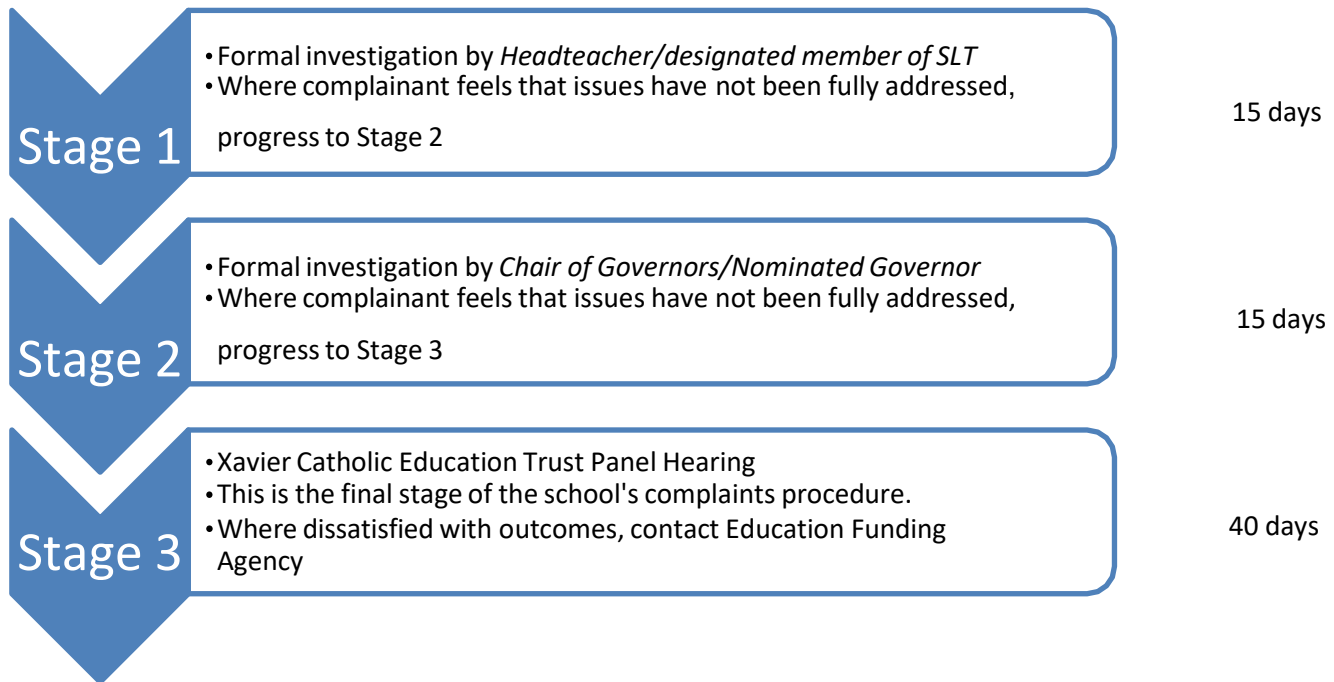 Stage 1
•Formal investigation by Headteacher/designated member of SLT
•Where complainant feels that issues have not been fully addressed,
progress to Stage 2
15 days
Stage 2
•Formal investigation by Chair of Governors/Nominated Governor
•Where complainant feels that issues have not been fully addressed,
progress to Stage 3
15 days
Stage 3
•Xavier Catholic Education Trust Panel Hearing
•This is the final stage of the school's complaints procedure.
•Where dissatisfied with outcomes, contact Education Funding
Agency
40 days